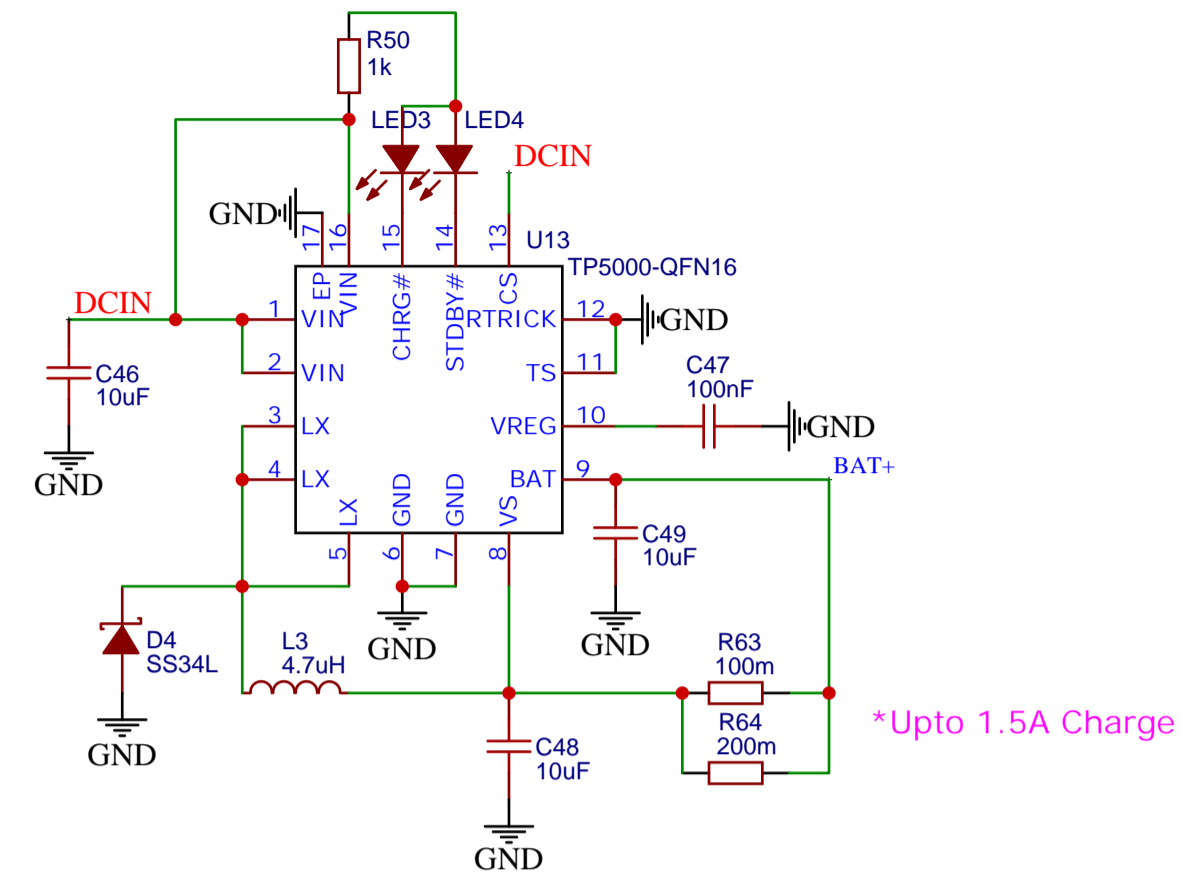 R50
1k
LED3
LED4
DCIN
GND
17
16
15
14
13
U13
TP5000-QFN16
EP
VIN
CHRG#
STDBY#
CS
DCIN
1
VIN
RTRICK
12
GND
2
VIN
TS
11
C46
10uF
C47
100nF
3
LX
VREG
10
GND
GND
4
LX
BAT
9
BAT+
LX
GND
GND
VS
5
6
7
8
C49
10uF
GND
GND
D4
SS34L
L3
4.7uH
R63
100m
*Upto 1.5A Charge
R64
200m
GND
C48
10uF
GND